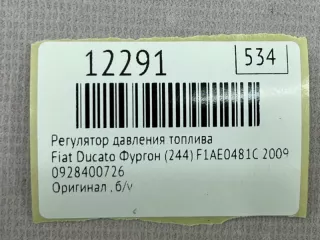 12291
534
Регулятор давления топлива
Fiat Ducato Фургон (244) F1AE0481C 2009
0928400726
Оригинал , б/у